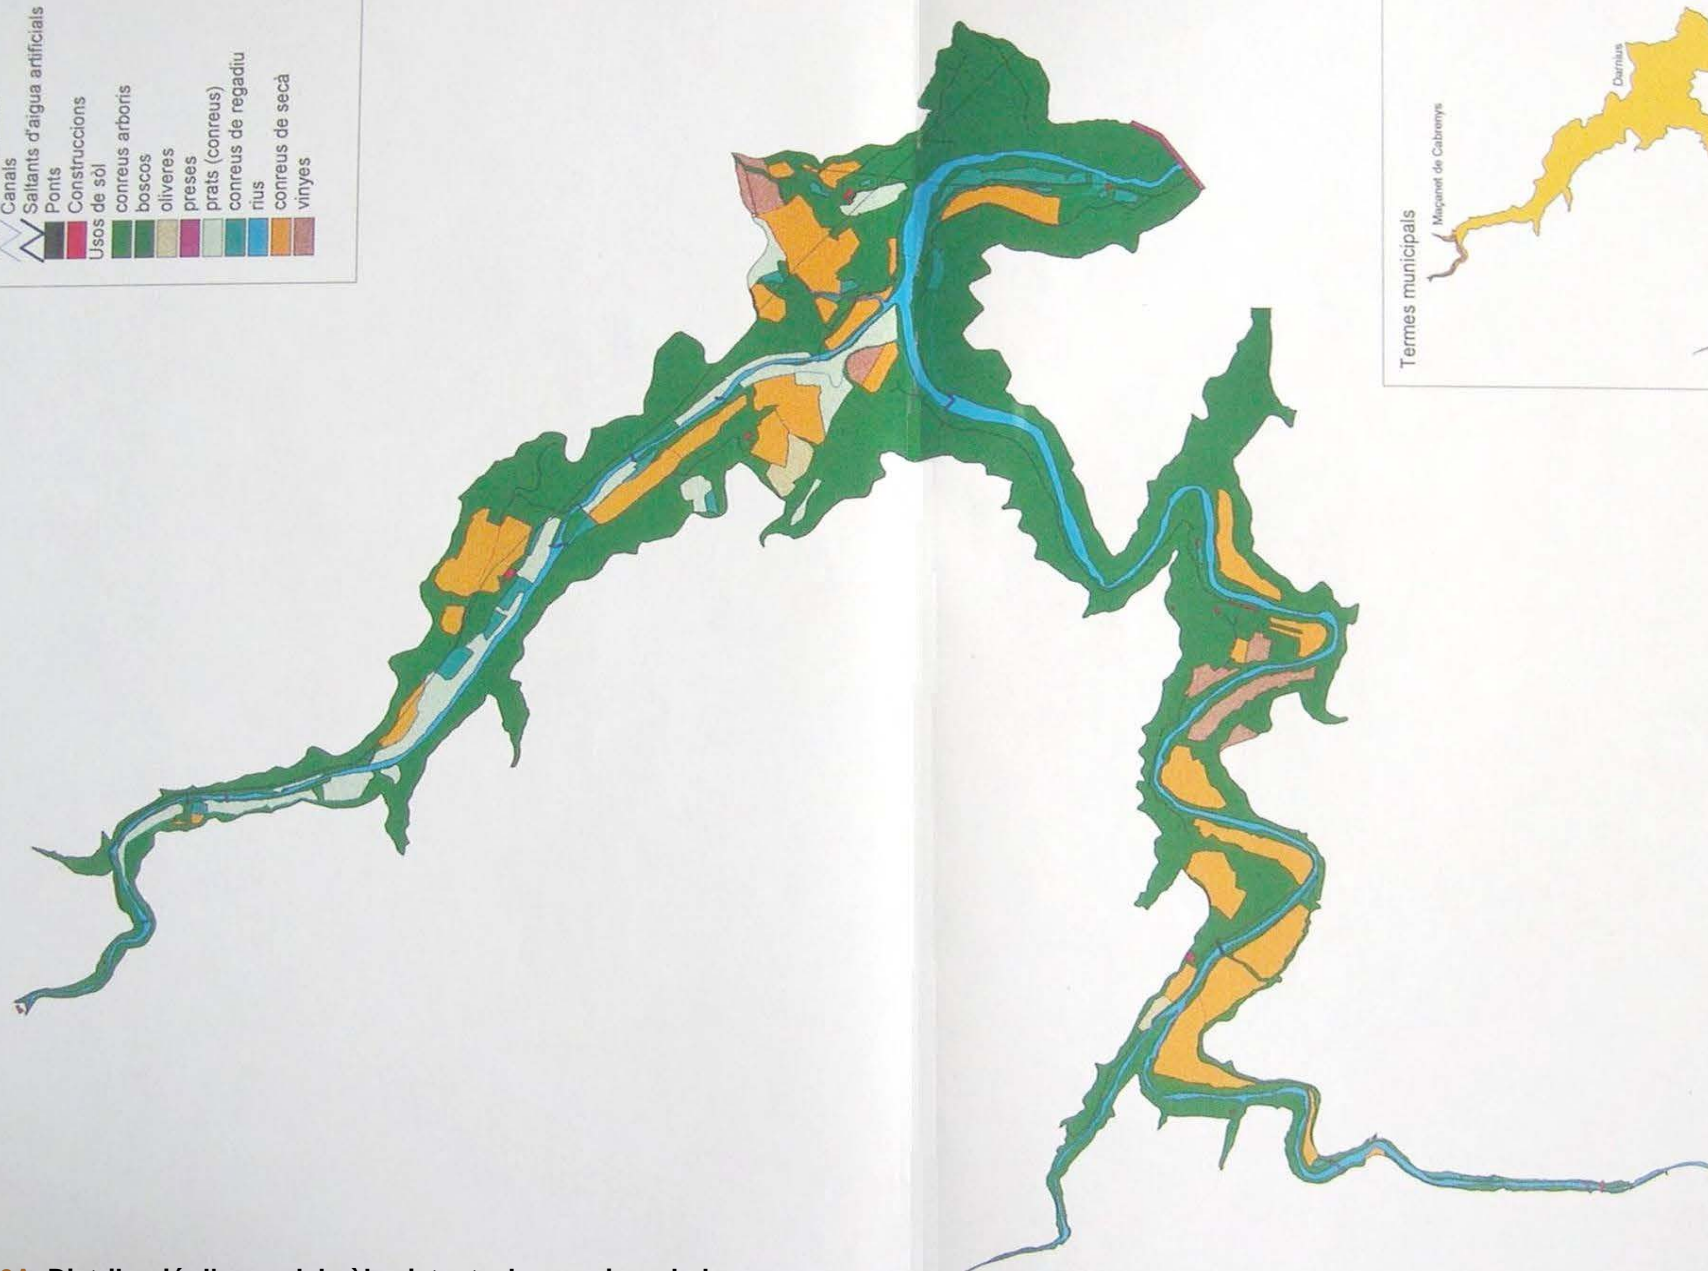 Canals
Saltants d'aigua artificials
Ponts
Construccions
Usos de sòl
conreus arboris
boscos
oliveres
preses
prats (conreus)
conreus de regadiu
rius
conreus de secà
vinyes
Termes municipals
Maçanet de Cabrenys
Darnius